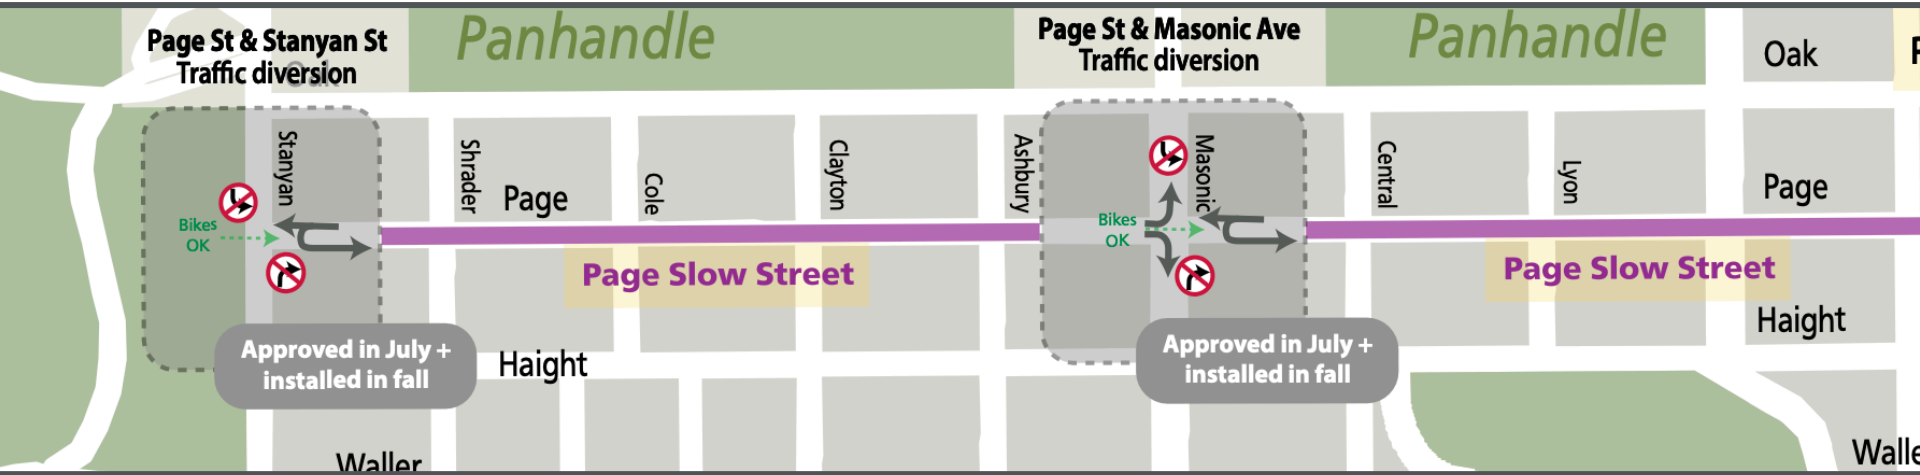 Page St & Stanyan St
Traffic diversion
Oak
Panhandle
Page St & Masonic Ave
Traffic diversion
Panhandle
Oak
Stanyan
Shrader
Page
Cole
Clayton
Ashbury
Masonic
Central
Lyon
Page
Bikes
OK
Bikes
OK
Page Slow Street
Page Slow Street
Approved in July +
installed in fall
Haight
Approved in July +
installed in fall
Haight
Waller